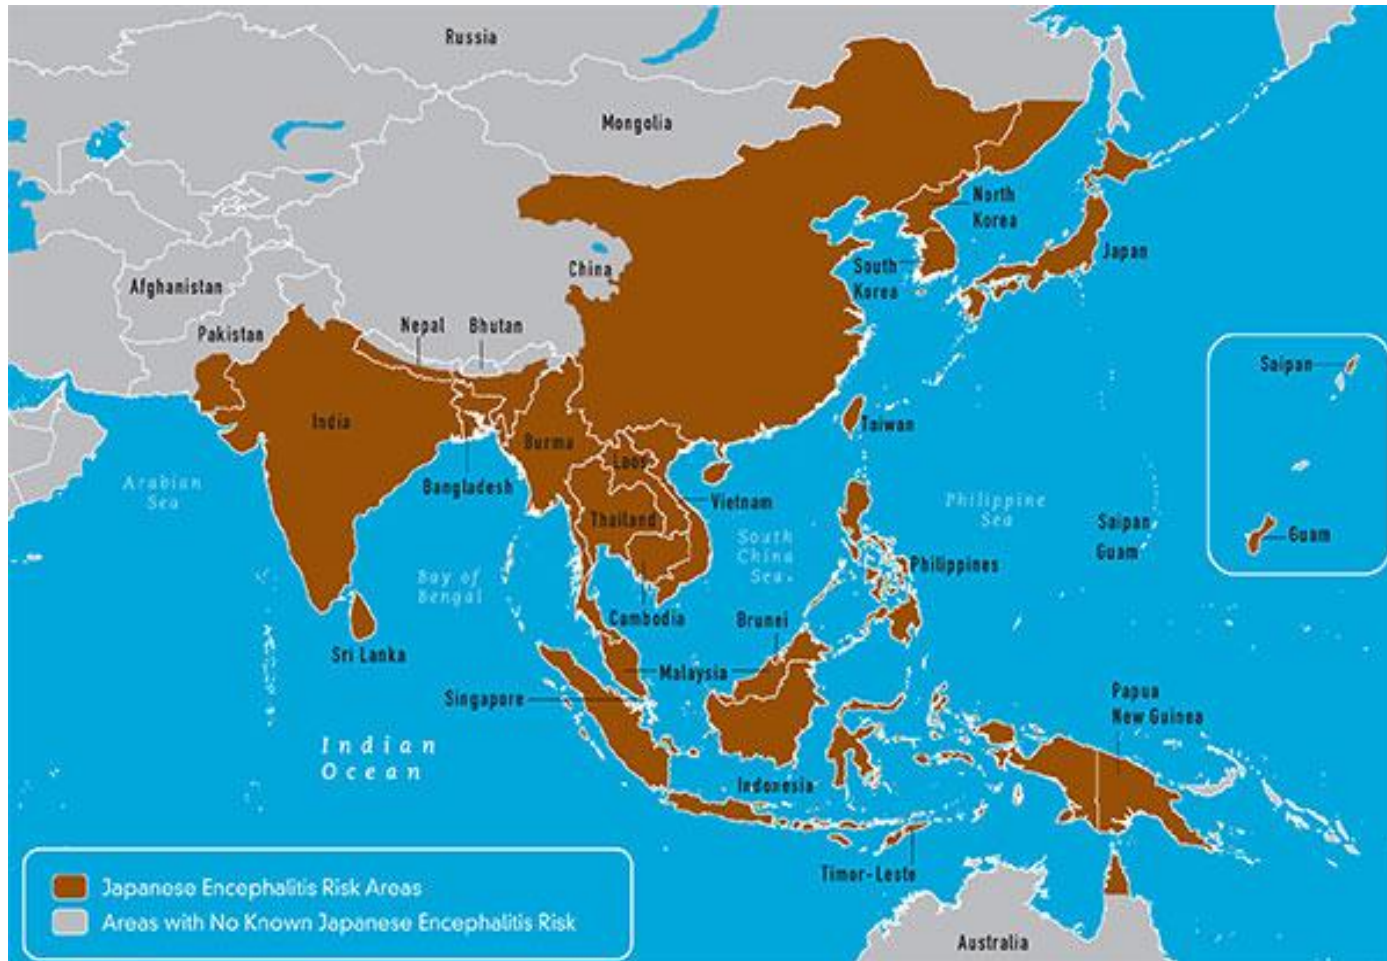 Russia
Mongolia
North
Korea
Japan
South
Korea
China
Afghanistan
Pakistan
Nepal
Bhutan
Saipan
India
Burma
Taiwan
Laos
Bangladesh
Vietnam
Arabian
Sea
Thailand
South
China
Sea
Philippine
Sea
Saipan
Guam
Guam
Philippines
Bay of
Bengal
Cambodia
Brunei
Sri Lanka
Malaysia
Singapore
Papua
New Guinea
Indian
Ocean
Indonesia
Timor-Leste
Japanese Encephalitis Risk Areas
Areas with No Known Japanese Encephalitis Risk
Australia